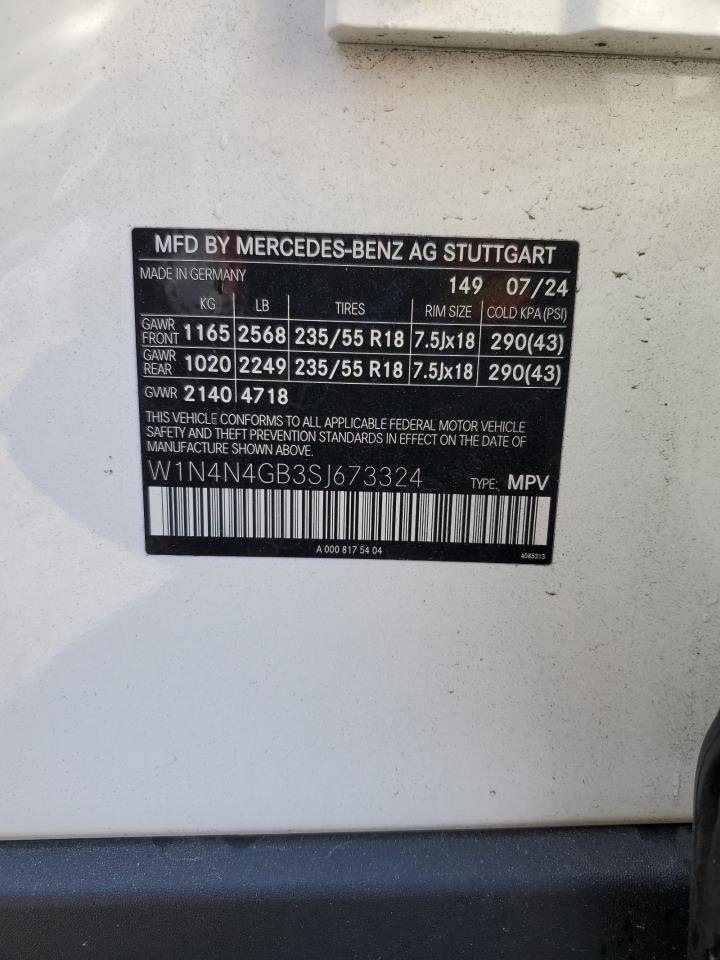 MFD BY MERCEDES-BENZ AG STUTTGART
MADE IN GERMANY 149 07/24
KG LB TIRES RIM SIZE COLD KPA (PSI)
GAWR FRONT 1165 2568 235/55 R18 7.5Jx18 290(43)
GAWR REAR 1020 2249 235/55 R18 7.5Jx18 290(43)
GVWR 2140 4718
THIS VEHICLE CONFORMS TO ALL APPLICABLE FEDERAL MOTOR VEHICLE
SAFETY AND THEFT PREVENTION STANDARDS IN EFFECT ON THE DATE OF
MANUFACTURE SHOWN ABOVE.
W1N4N4GB3SJ673324 TYPE: MPV
A 000 817 54 04 4085313